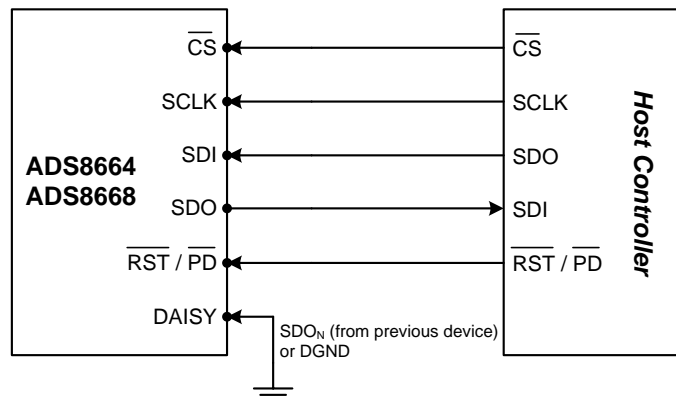 CS
CS
SCLK
SCLK
ADS8664
ADS8668
SDI
SDO
SDO
SDI
RST / PD
RST / PD
DAISY
SDON (from previous device)
or DGND
Host Controller